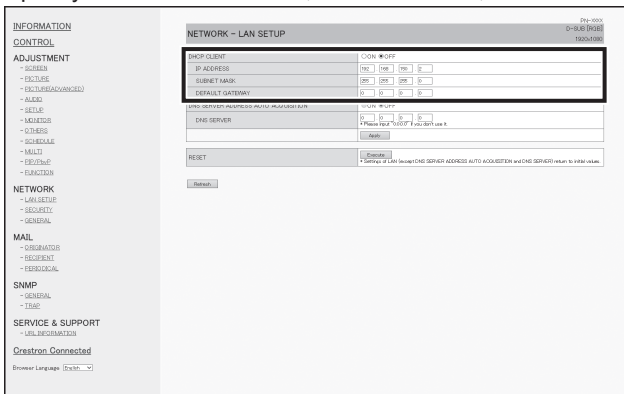 INFORMATION
CONTROL
ADJUSTMENT
- SCREEN
- PICTURE
- PICTURE(ADVANCED)
- AUDIO
- SETUP
- MONITOR
- OTHERS
- SCHEDULE
- MULTI
- PIP/PbyP
- FUNCTION
NETWORK
- LAN SETUP
- SECURITY
- GENERAL
MAIL
- ORIGINATOR
- RECIPIENT
- PERIODICAL
SNMP
- GENERAL
- TRAP
SERVICE & SUPPORT
- URL INFORMATION
Crestron Connected
Browser Language English
PN-XXXX
NETWORK - LAN SETUP D-SUB [RGB]
1920x1080
DHCP CLIENT ON OFF
IP ADDRESS 192 . 168 . 150 . 2
SUBNET MASK 255 . 255 . 255 . 0
DEFAULT GATEWAY 0 . 0 . 0 . 0
DNS SERVER ADDRESS AUTO ACQUISITION ON OFF
DNS SERVER 0 . 0 . 0 . 0
* Please input "0.0.0.0" if you don't use it.
Apply
RESET Execute
* Settings of LAN (except DNS SERVER ADDRESS AUTO ACQUISITION and DNS SERVER) return to initial values.
Refresh